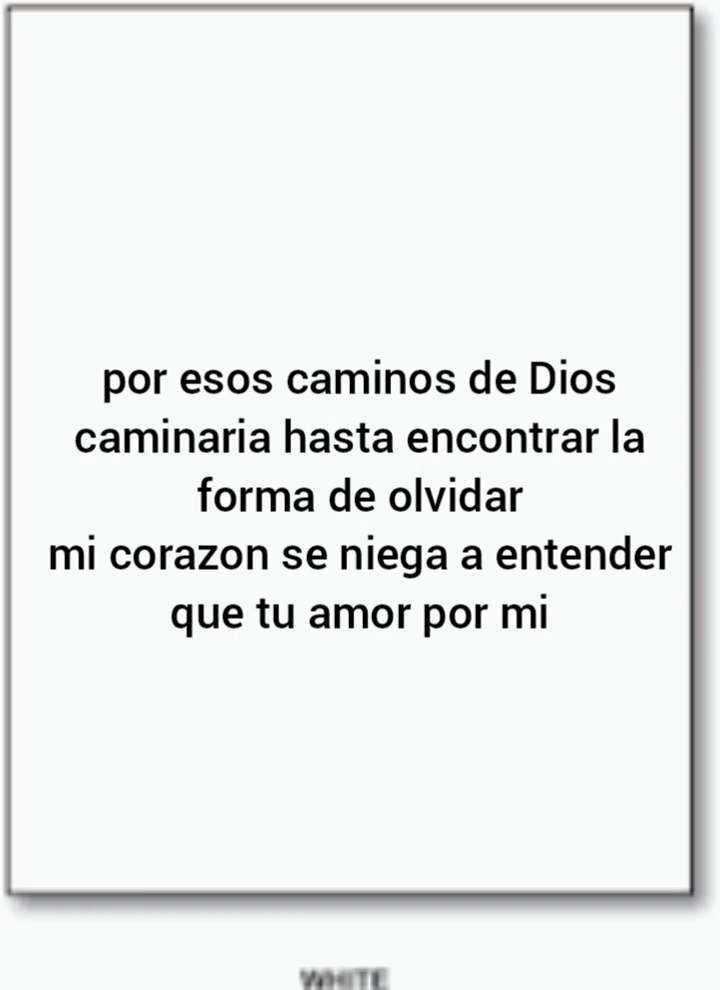 por esos caminos de Dios
caminaria hasta encontrar la
forma de olvidar
mi corazon se niega a entender
que tu amor por mi
WHITE